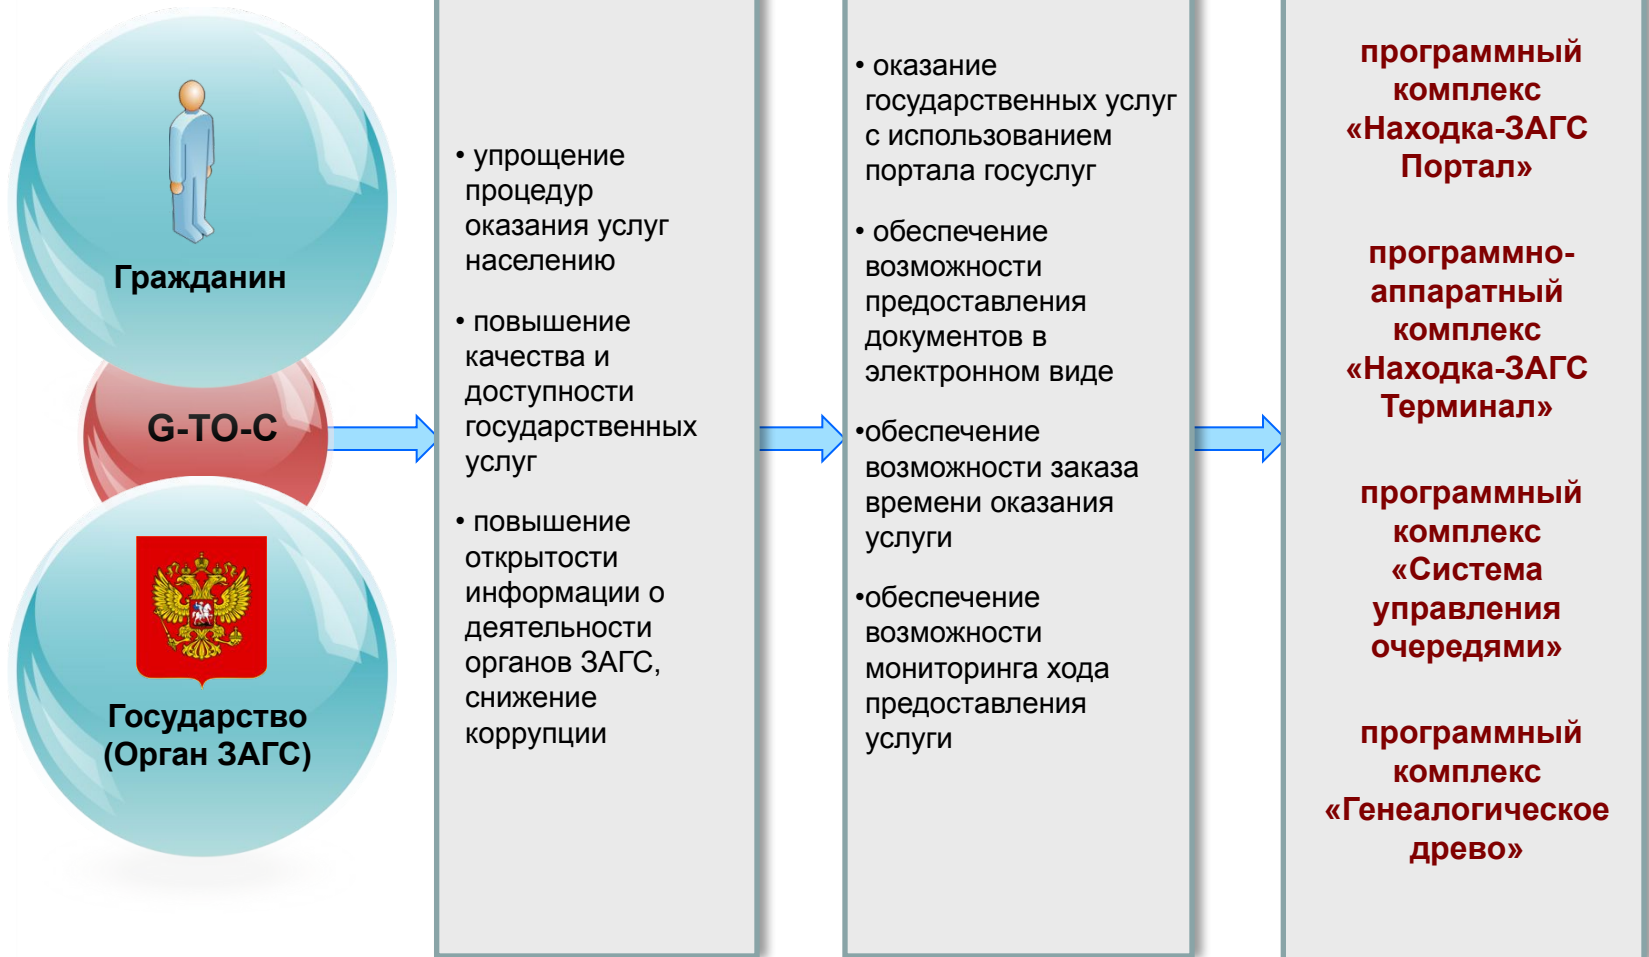 Гражданин
G-TO-C
Государство
(Орган ЗАГС)
• упрощение
процедур
оказания услуг
населению
• повышение
качества и
доступности
государственных
услуг
• повышение
открытости
информации о
деятельности
органов ЗАГС,
снижение
коррупции
• оказание
государственных услуг
с использованием
портала госуслуг
• обеспечение
возможности
предоставления
документов в
электронном виде
•обеспечение
возможности заказа
времени оказания
услуги
•обеспечение
возможности
мониторинга хода
предоставления
услуги
программный
комплекс
«Находка-ЗАГС
Портал»
программно-
аппаратный
комплекс
«Находка-ЗАГС
Терминал»
программный
комплекс
«Система
управления
очередями»
программный
комплекс
«Генеалогическое
древо»